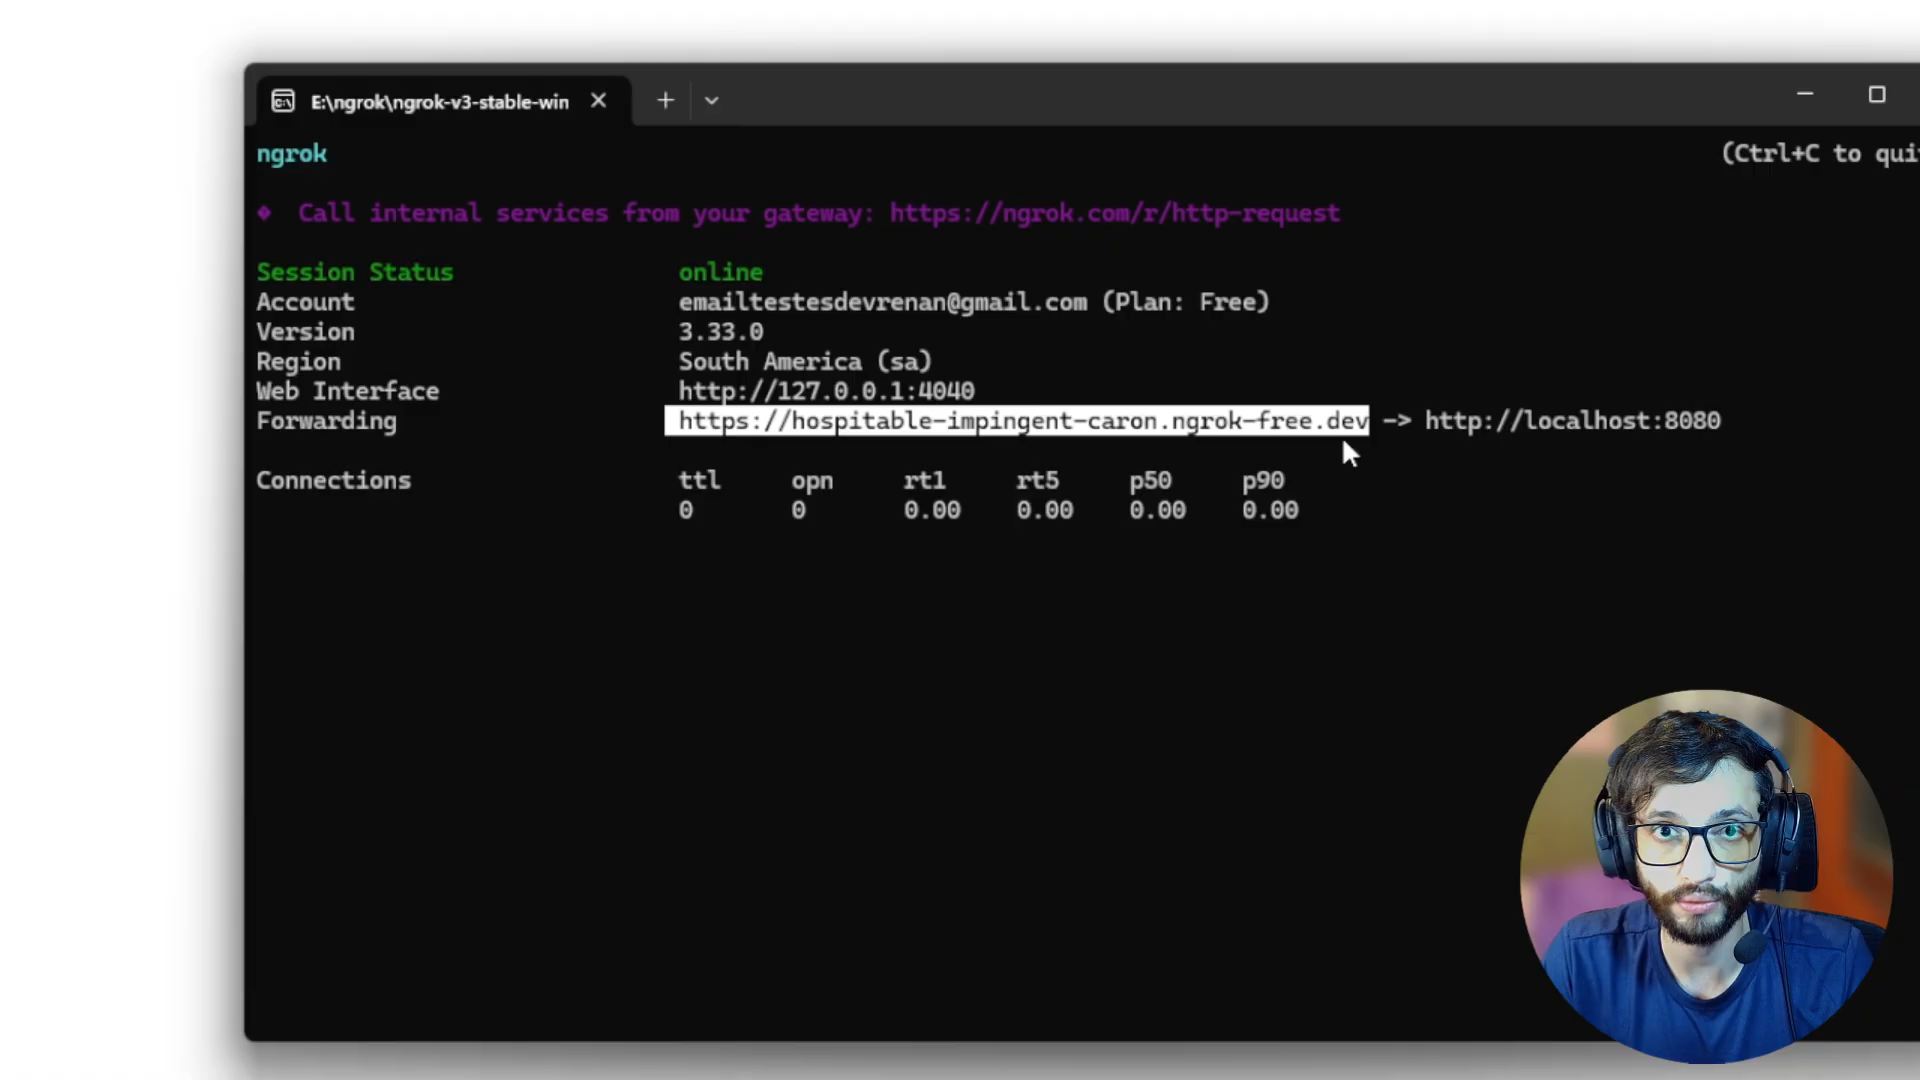 E:\ngrok\ngrok-v3-stable-win
ngrok (Ctrl+C to qui
Call internal services from your gateway: https://ngrok.com/r/http-request
Session Status online
Account emailtestesdevrenan@gmail.com (Plan: Free)
Version 3.33.0
Region South America (sa)
Web Interface http://127.0.0.1:4040
Forwarding https://hospitable-impingent-caron.ngrok-free.dev -> http://localhost:8080
Connections ttl opn rt1 rt5 p50 p90
0 0 0.00 0.00 0.00 0.00